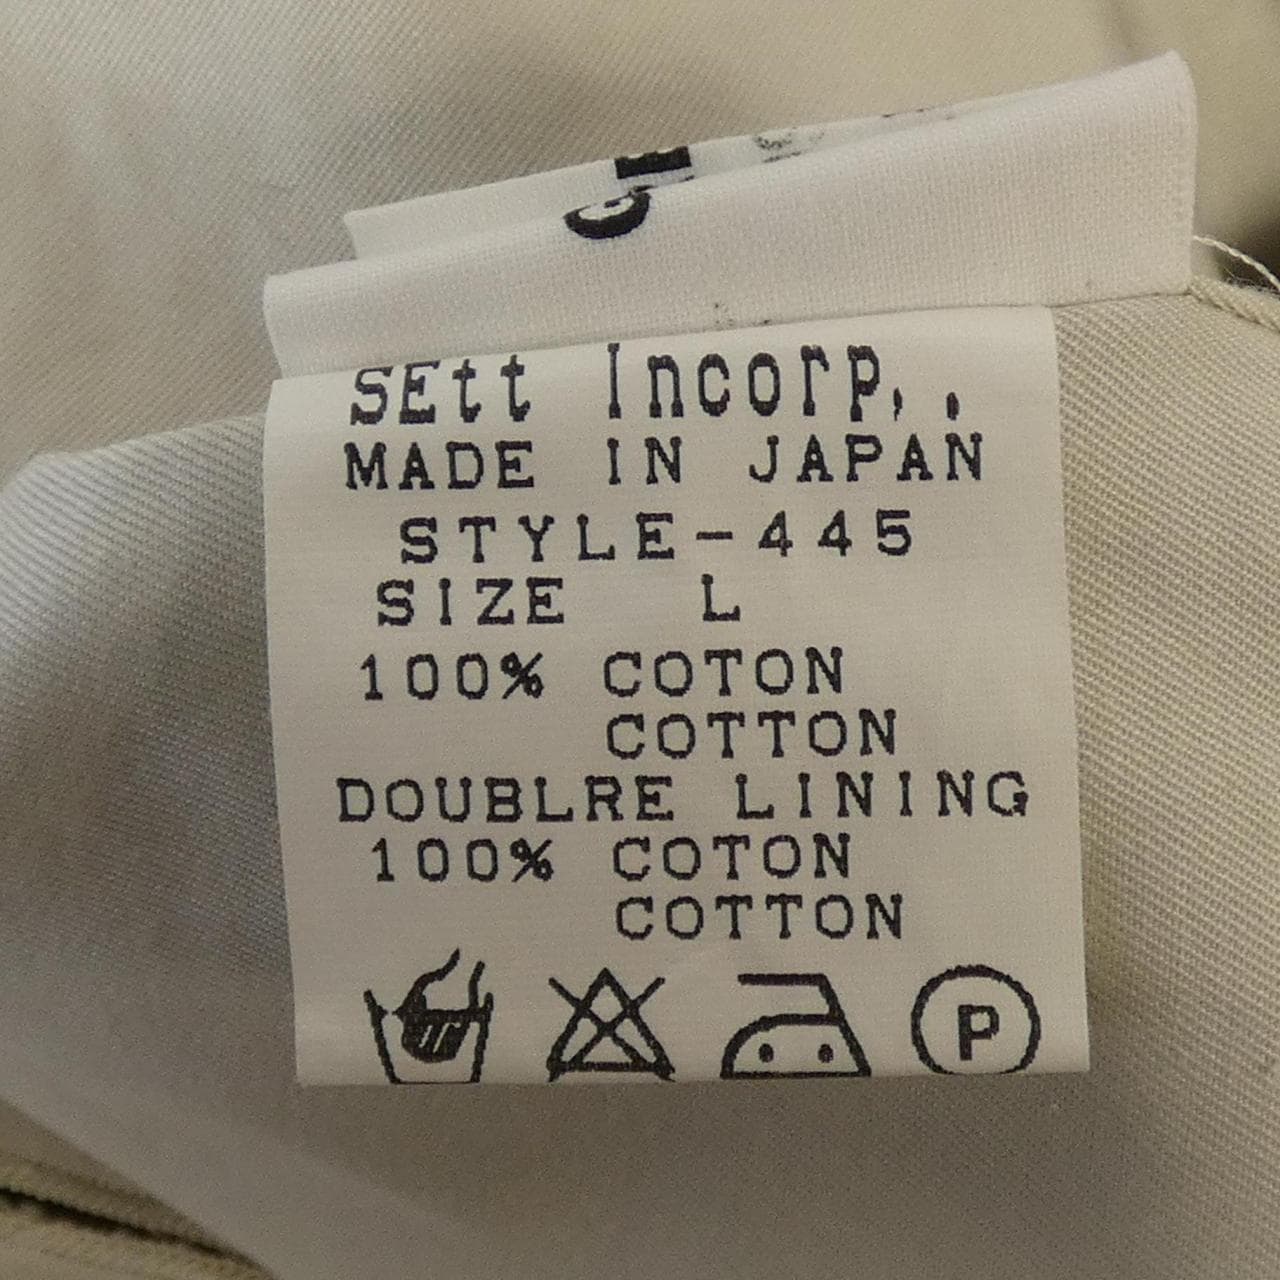 SEtt Incorp,.
MADE IN JAPAN
STYLE-445
SIZE L
100% COTON
COTTON
DOUBLRE LINING
100% COTON
COTTON
P